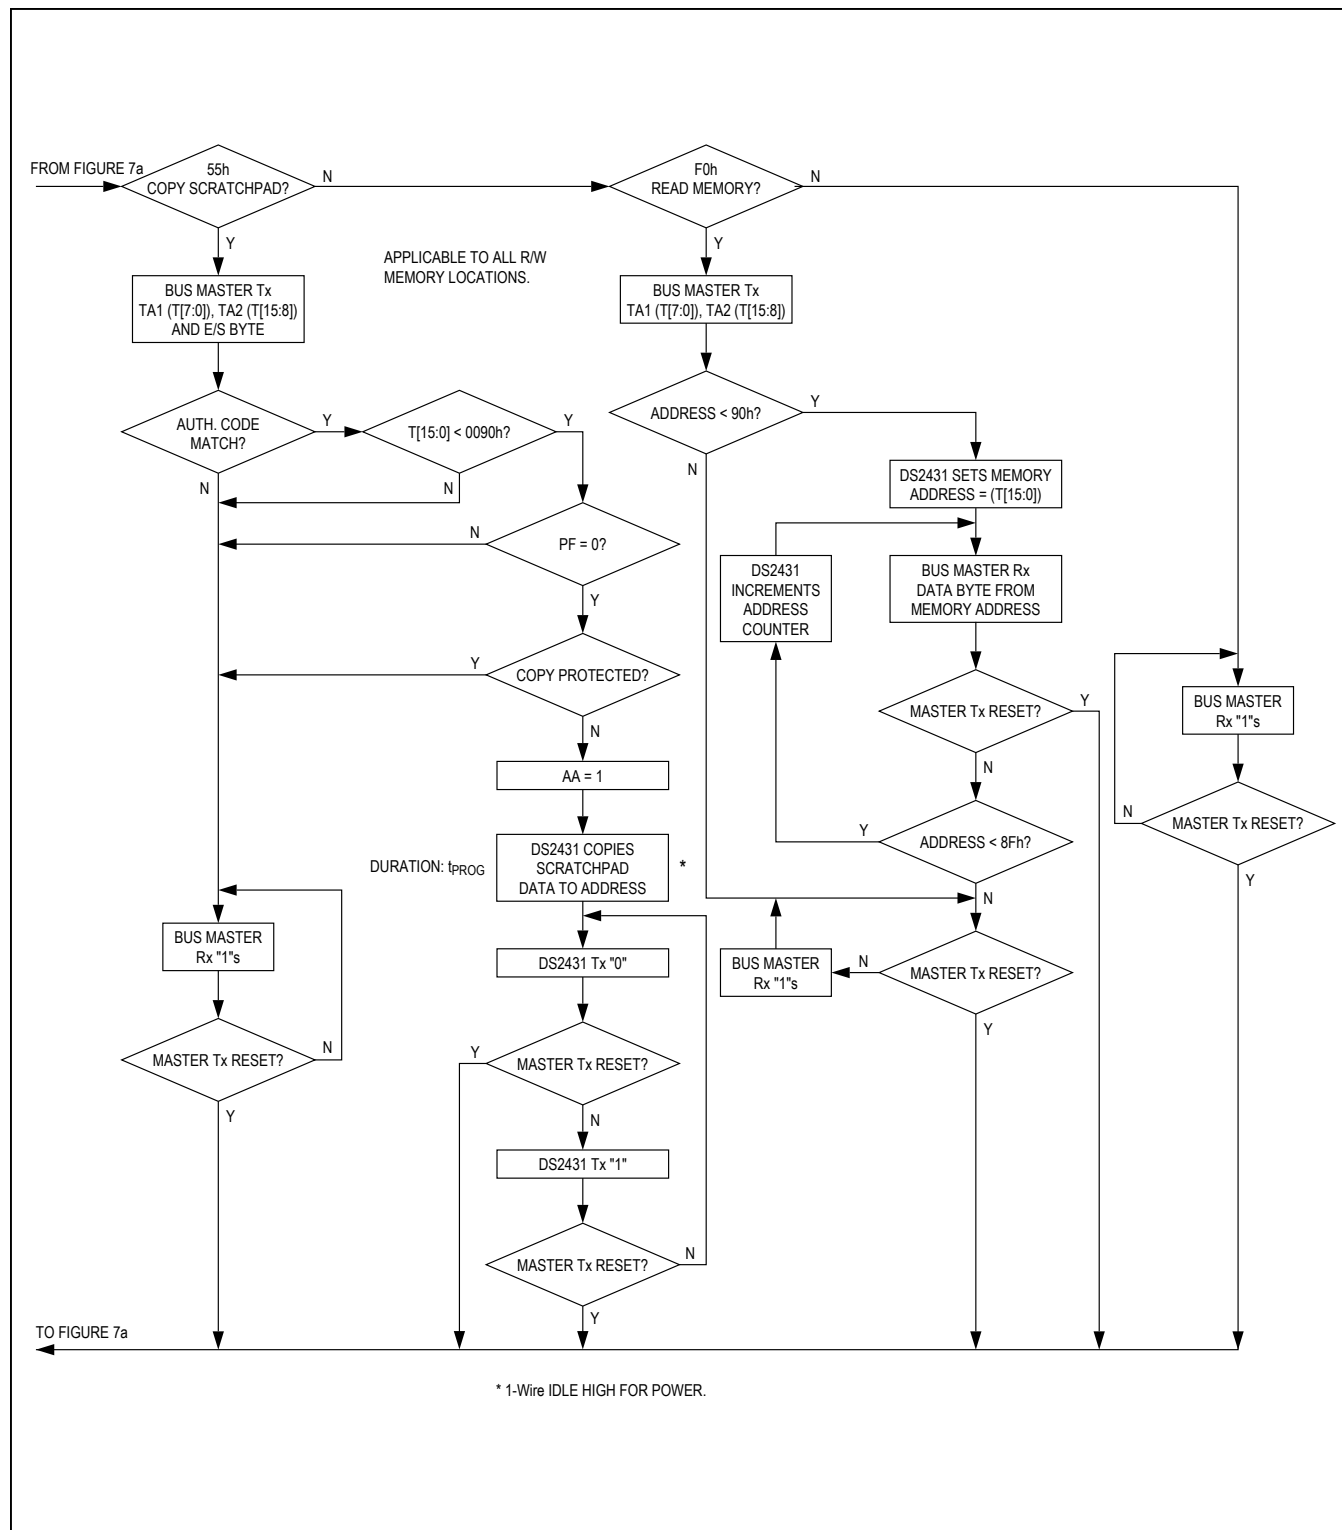 FROM FIGURE 7a
55h
COPY SCRATCHPAD?
N
Y
F0h
READ MEMORY?
N
Y
APPLICABLE TO ALL R/W
MEMORY LOCATIONS.
BUS MASTER Tx
TA1 (T[7:0]), TA2 (T[15:8])
AND E/S BYTE
AUTH. CODE
MATCH?
Y
N
T[15:0] < 0090h?
Y
N
PF = 0?
N
Y
COPY PROTECTED?
Y
N
AA = 1
DURATION: tPROG
DS2431 COPIES
SCRATCHPAD
DATA TO ADDRESS
*
DS2431 Tx "0"
MASTER Tx RESET?
Y
N
DS2431 Tx "1"
MASTER Tx RESET?
N
Y
BUS MASTER
Rx "1"s
MASTER Tx RESET?
N
Y
BUS MASTER Tx
TA1 (T[7:0]), TA2 (T[15:8])
ADDRESS < 90h?
Y
N
DS2431 SETS MEMORY
ADDRESS = (T[15:0])
DS2431
INCREMENTS
ADDRESS
COUNTER
BUS MASTER Rx
DATA BYTE FROM
MEMORY ADDRESS
MASTER Tx RESET?
Y
N
ADDRESS < 8Fh?
Y
N
MASTER Tx RESET?
N
Y
BUS MASTER
Rx "1"s
BUS MASTER
Rx "1"s
MASTER Tx RESET?
N
Y
TO FIGURE 7a
* 1-Wire IDLE HIGH FOR POWER.